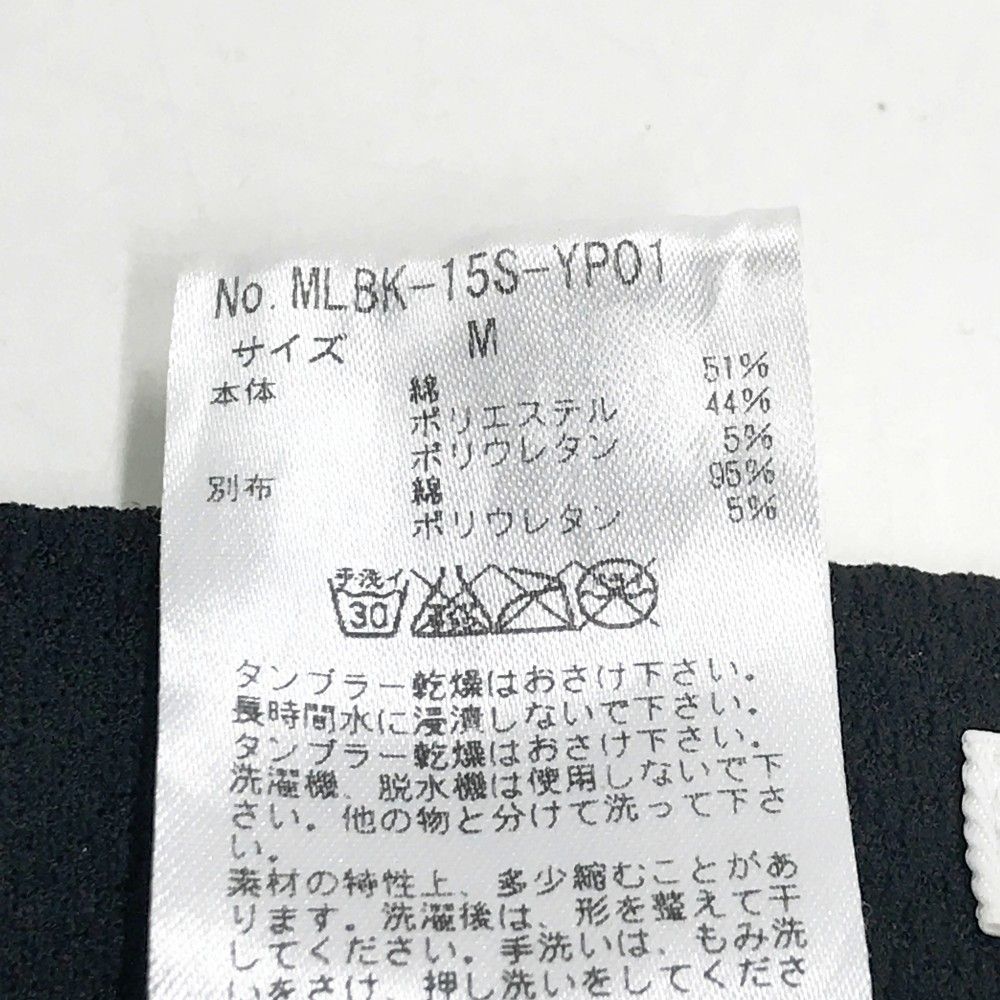 No. MLBK-15S-YP01
サイズ M
本体 綿 51%
ポリエステル 44%
ポリウレタン 5%
別布 綿 95%
ポリウレタン 5%
手洗イ
30
タンブラー乾燥はおさけ下さい。
長時間水に浸漬しないで下さい。
タンブラー乾燥はおさけ下さい。
洗濯機、脱水機は使用しないで下
さい。他の物と分けて洗って下さ
い。
素材の特性上、多少縮むことがあ
ります。洗濯後は、形を整えて干
してください。手洗いは、もみ洗
いをさけ、押し洗いをしてくださ